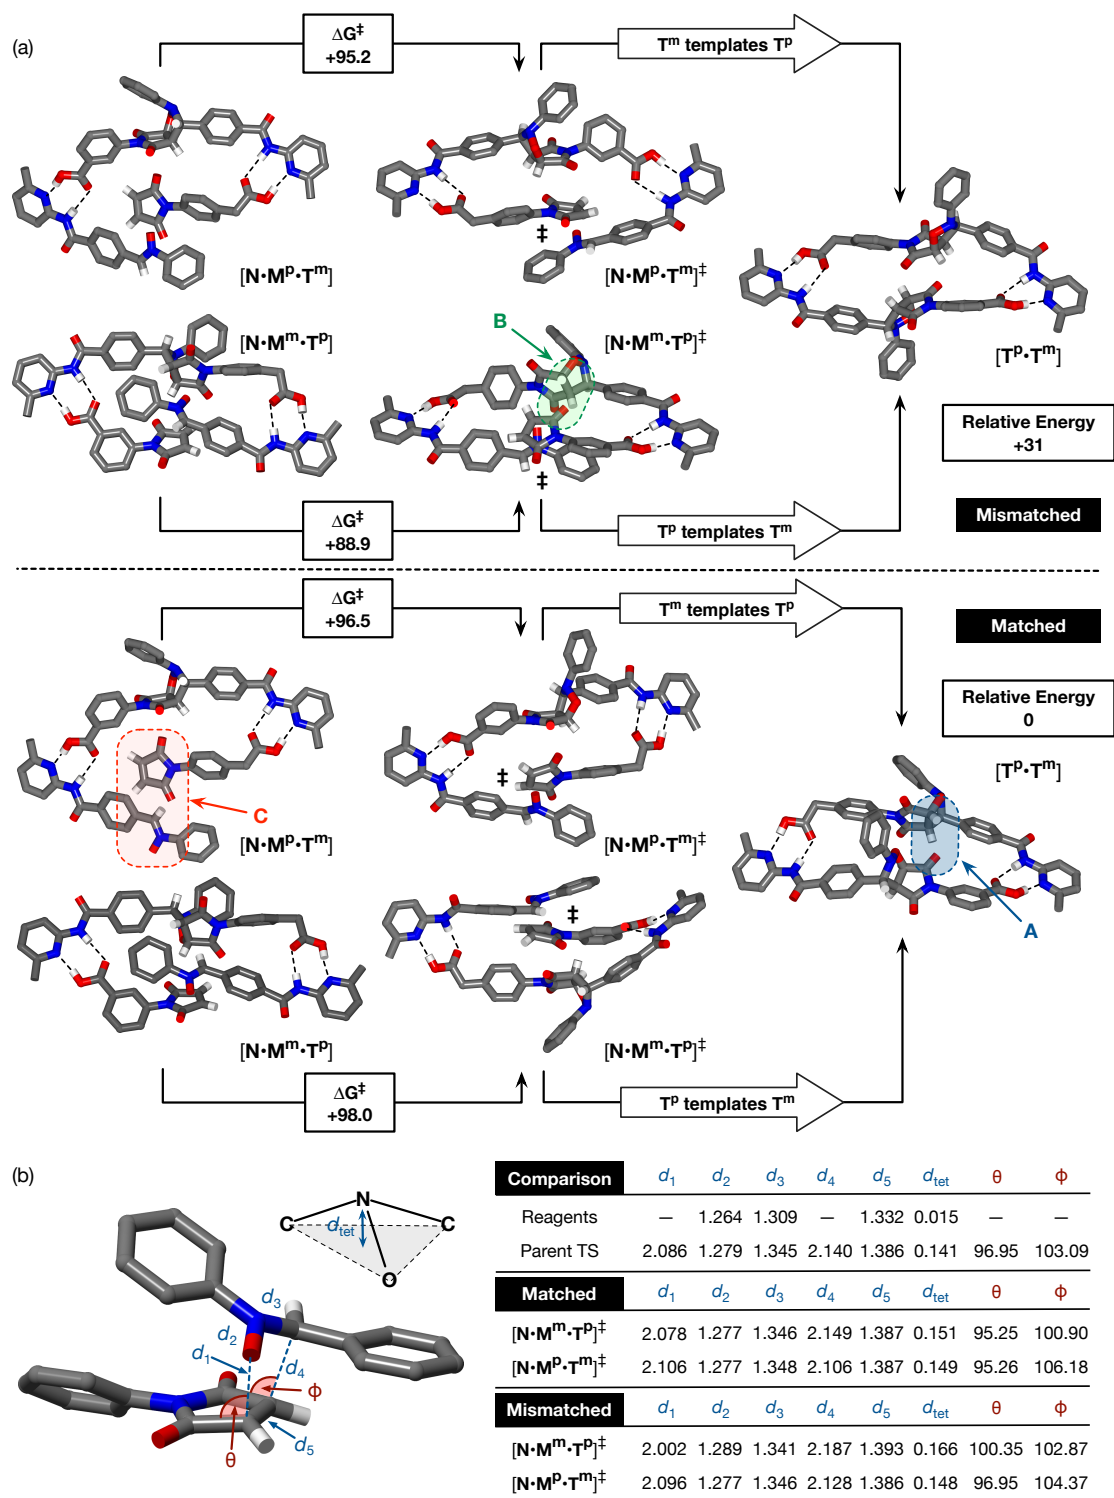 (a)
ΔG‡
+95.2
Tᵐ templates Tᵖ
[N•Mᵖ•Tᵐ]
‡
[N•Mᵖ•Tᵐ]‡
B
[N•Mᵐ•Tᵖ]
[N•Mᵐ•Tᵖ]‡
‡
[Tᵖ•Tᵐ]
Relative Energy
+31
Mismatched
ΔG‡
+88.9
Tᵖ templates Tᵐ
ΔG‡
+96.5
Tᵐ templates Tᵖ
Matched
Relative Energy
0
[Tᵖ•Tᵐ]
‡
C
[N•Mᵖ•Tᵐ]
[N•Mᵖ•Tᵐ]‡
A
‡
[N•Mᵐ•Tᵖ]
[N•Mᵐ•Tᵖ]‡
ΔG‡
+98.0
Tᵖ templates Tᵐ
(b)
N
C
C
dtet
O
d3
d2
d1
d4
ϕ
θ
d5
Comparison d1 d2 d3 d4 d5 dtet θ ϕ
Reagents — 1.264 1.309 — 1.332 0.015 — —
Parent TS 2.086 1.279 1.345 2.140 1.386 0.141 96.95 103.09
Matched d1 d2 d3 d4 d5 dtet θ ϕ
[N•Mᵐ•Tᵖ]‡ 2.078 1.277 1.346 2.149 1.387 0.151 95.25 100.90
[N•Mᵖ•Tᵐ]‡ 2.106 1.277 1.348 2.106 1.387 0.149 95.26 106.18
Mismatched d1 d2 d3 d4 d5 dtet θ ϕ
[N•Mᵐ•Tᵖ]‡ 2.002 1.289 1.341 2.187 1.393 0.166 100.35 102.87
[N•Mᵖ•Tᵐ]‡ 2.096 1.277 1.346 2.128 1.386 0.148 96.95 104.37